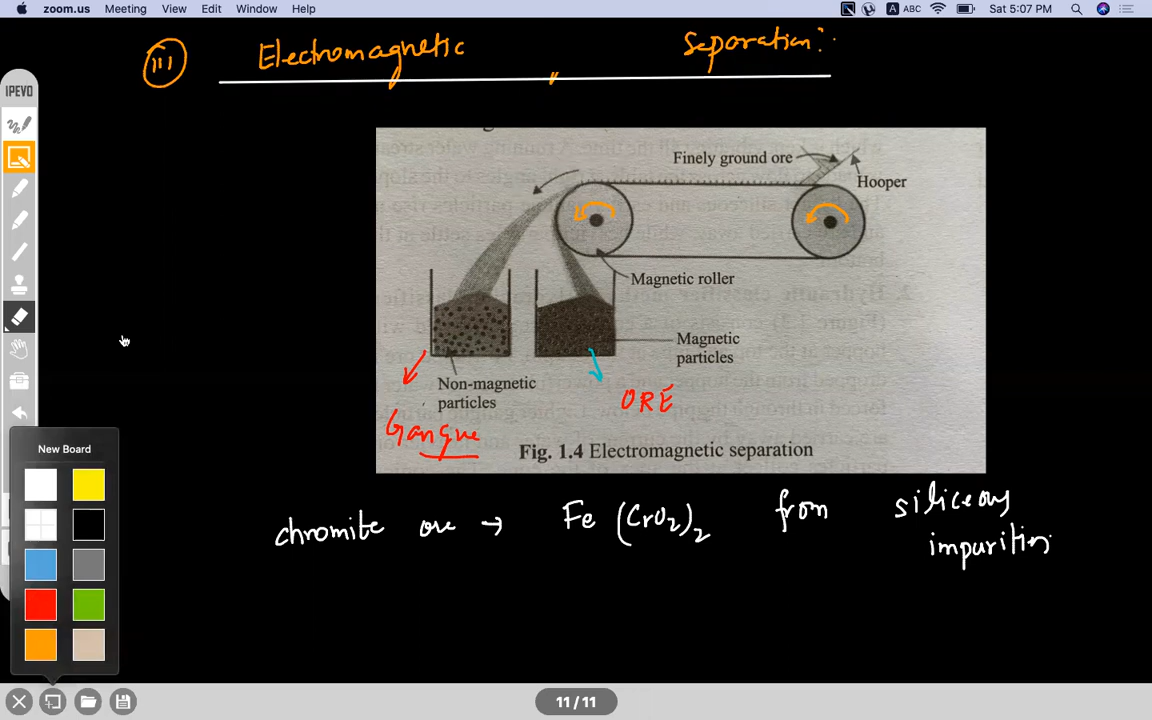 zoom.us Meeting View Edit Window Help
A ABC Sat 5:07 PM
IPEVO
III Electromagnetic Separation:
Finely ground ore
Hooper
Magnetic roller
Magnetic
particles
Non-magnetic
particles
ORE
Gangue
Fig. 1.4 Electromagnetic separation
New Board
chromite ore → Fe (CrO2)2 from siliceous
impurities
11/11